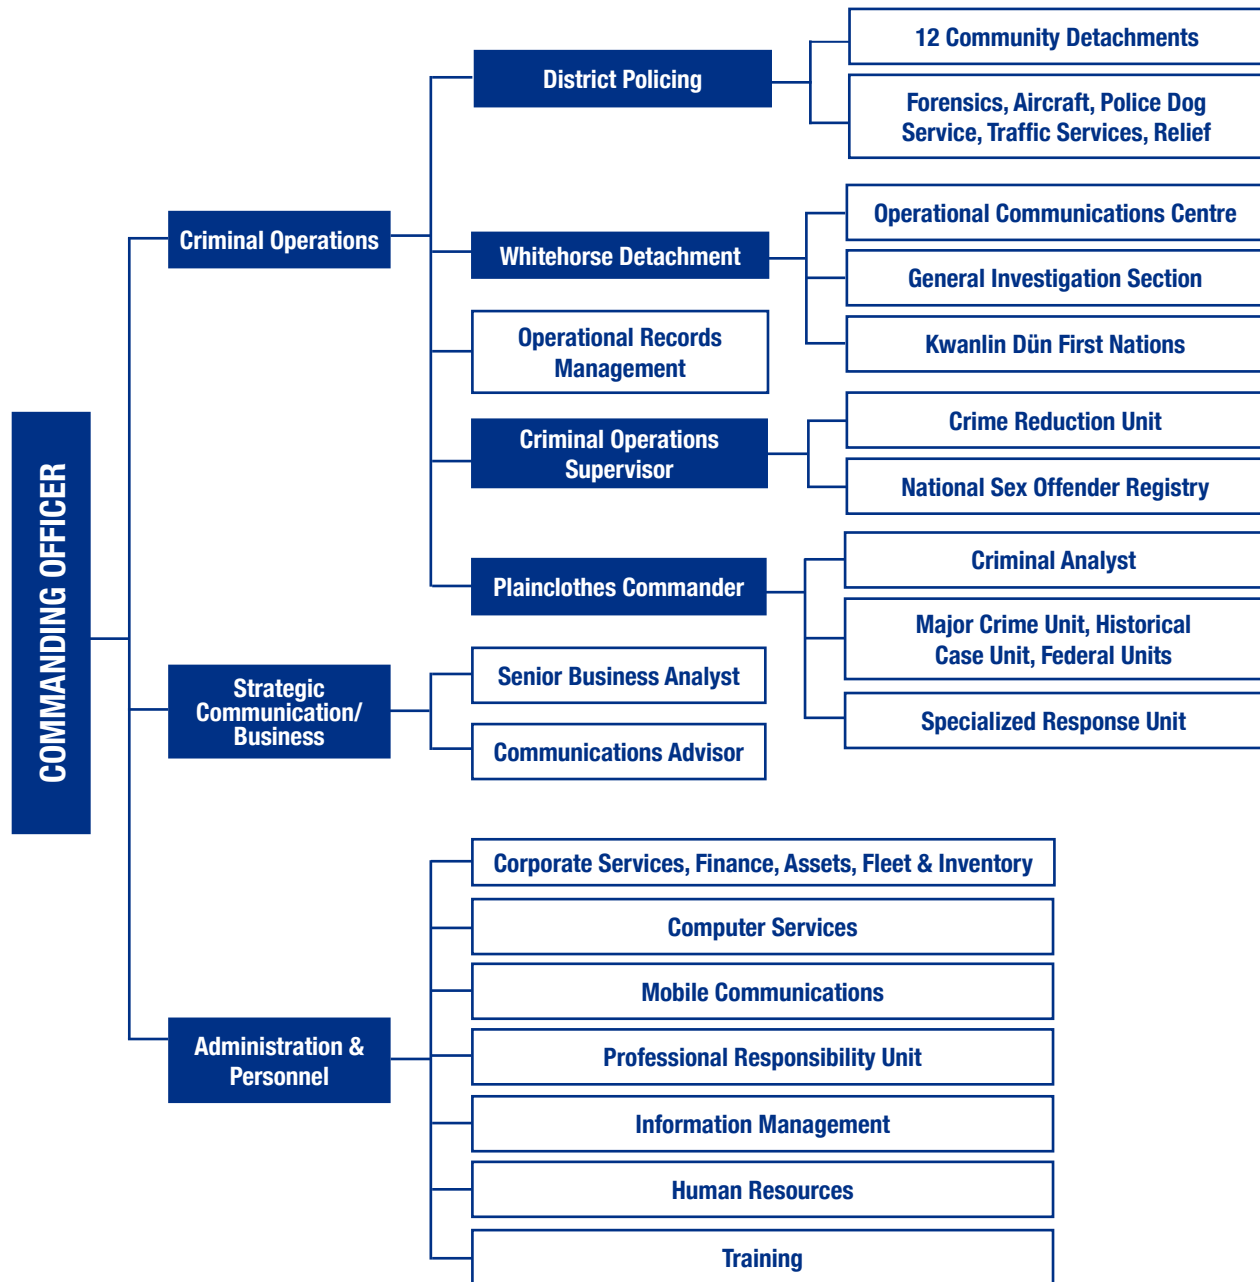 COMMANDING OFFICER
Criminal Operations
District Policing
12 Community Detachments
Forensics, Aircraft, Police Dog
Service, Traffic Services, Relief
Whitehorse Detachment
Operational Communications Centre
General Investigation Section
Kwanlin Dün First Nations
Operational Records
Management
Criminal Operations
Supervisor
Crime Reduction Unit
National Sex Offender Registry
Plainclothes Commander
Criminal Analyst
Major Crime Unit, Historical
Case Unit, Federal Units
Specialized Response Unit
Strategic
Communication/
Business
Senior Business Analyst
Communications Advisor
Administration &
Personnel
Corporate Services, Finance, Assets, Fleet & Inventory
Computer Services
Mobile Communications
Professional Responsibility Unit
Information Management
Human Resources
Training